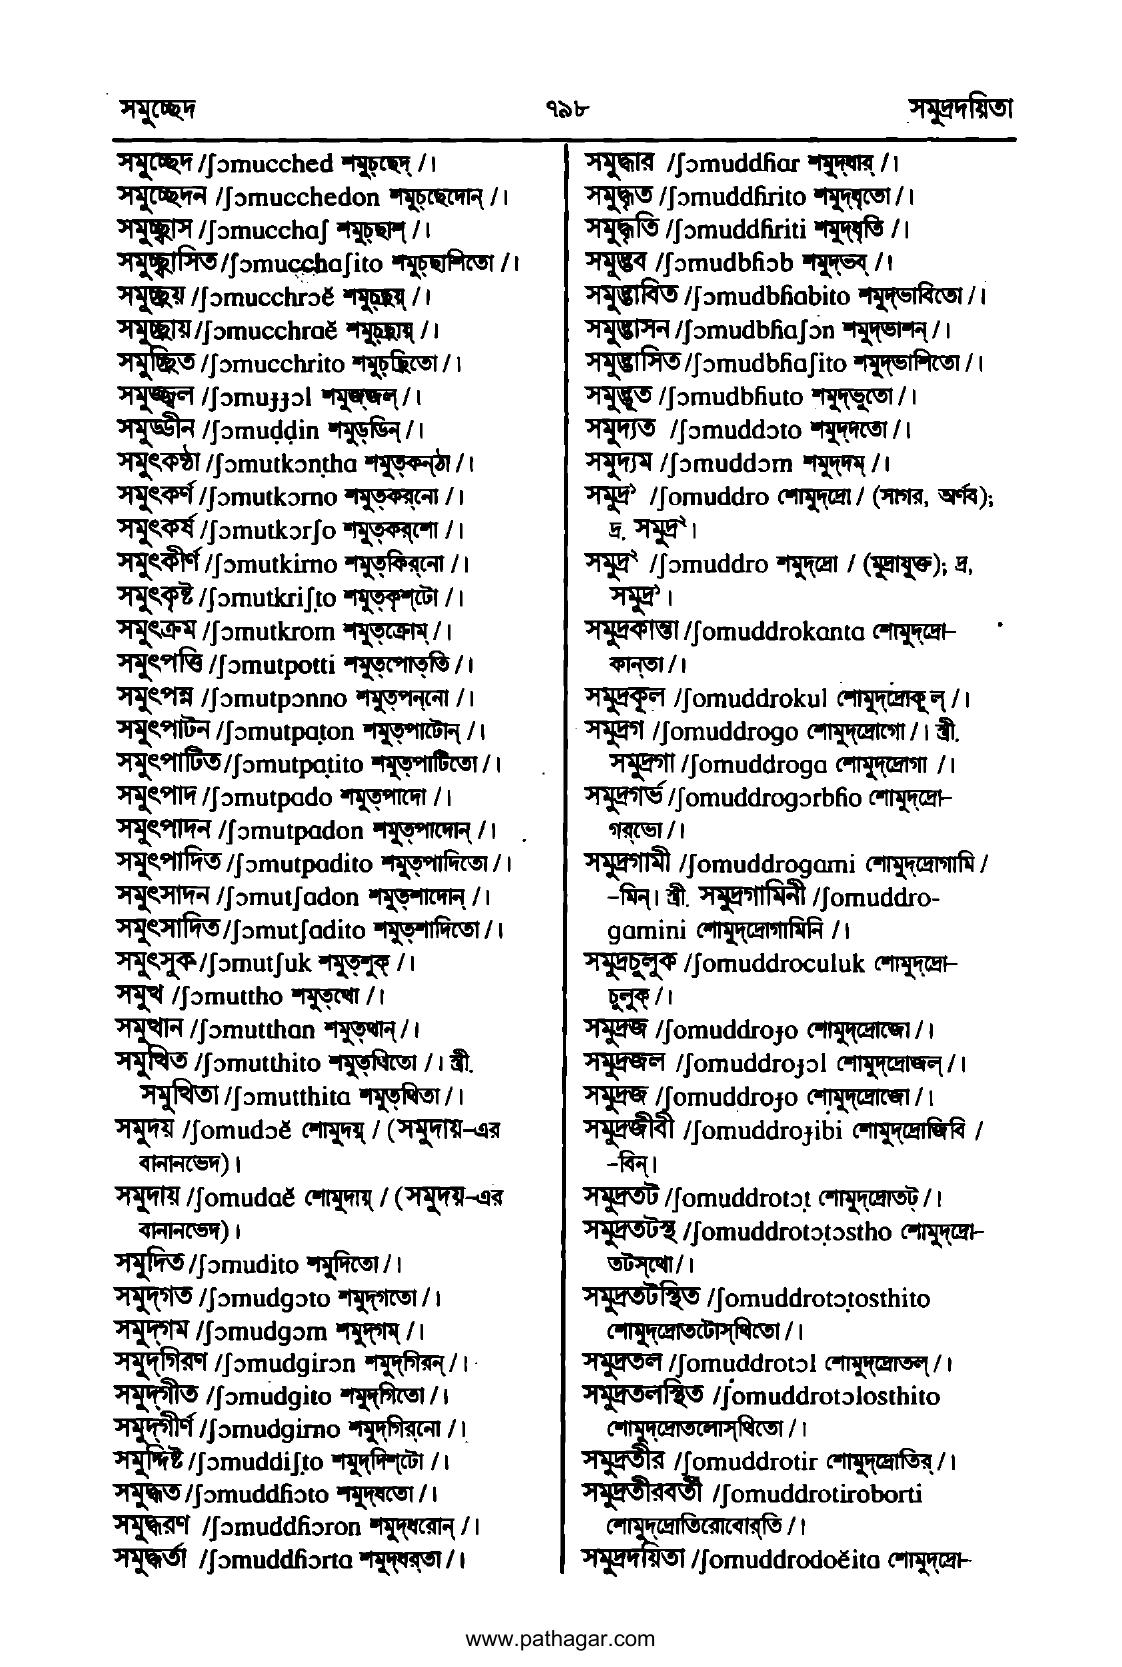 সমুচ্ছেদ ৭৯৮ সমুদ্রদয়িতা
সমুচ্ছেদ /ʃɔmucched শমুচ্‌ছেদ্ /।
সমুচ্ছেদন /ʃɔmucchedon শমুচ্‌ছেদোন্ /।
সমুচ্ছ্বাস /ʃɔmucchaʃ শমুচ্‌ছাশ্ /।
সমুচ্ছ্বাসিত /ʃɔmucchaʃito শমুচ্‌ছাশিতো /।
সমুচ্ছ্রয় /ʃɔmucchrɔĕ শমুচ্‌ছ্রয়্ /।
সমুচ্ছ্রায় /ʃɔmucchraĕ শমুচ্‌ছ্রায়্ /।
সমুচ্ছ্রিত /ʃɔmucchrito শমুচ্‌ছ্রিতো /।
সমুজ্জ্বল /ʃɔmuɟɟɔl শমুজ্‌জল্ /।
সমুড্ডীন /ʃɔmuḍḍin শমুড্‌ডিন্ /।
সমুৎকণ্ঠা /ʃɔmutkɔnṭha শমুত্‌কন্‌ঠা /।
সমুৎকর্ণ /ʃɔmutkɔrno শমুত্‌কর্‌নো /।
সমুৎকর্ষ /ʃɔmutkɔrʃo শমুত্‌কর্‌শো /।
সমুৎকীর্ণ /ʃɔmutkirno শমুত্‌কির্‌নো /।
সমুৎকৃষ্ট /ʃɔmutkriʃṭo শমুত্‌কৃশ্‌টো /।
সমুৎক্রম /ʃɔmutkrom শমুত্‌ক্রোম্ /।
সমুৎপত্তি /ʃɔmutpotti শমুত্‌পোত্‌তি /।
সমুৎপন্ন /ʃɔmutpɔnno শমুত্‌পন্‌নো /।
সমুৎপাটন /ʃɔmutpaṭon শমুত্‌পাটোন্ /।
সমুৎপাটিত /ʃɔmutpaṭito শমুত্‌পাটিতো /।
সমুৎপাদ /ʃɔmutpado শমুত্‌পাদো /।
সমুৎপাদন /ʃɔmutpadon শমুত্‌পাদোন্ /।
সমুৎপাদিত /ʃɔmutpadito শমুত্‌পাদিতো /।
সমুৎসাদন /ʃɔmutʃadon শমুত্‌শাদোন্ /।
সমুৎসাদিত /ʃɔmutʃadito শমুত্‌শাদিতো /।
সমুৎসুক /ʃɔmutʃuk শমুত্‌শুক্ /।
সমুত্থ /ʃɔmuttho শমুত্‌থো /।
সমুত্থান /ʃɔmutthan শমুত্‌থান্ /।
সমুত্থিত /ʃɔmutthito শমুত্‌থিতো /। স্ত্রী.
সমুত্থিতা /ʃɔmutthita শমুত্‌থিতা /।
সমুদয় /ʃomudɔĕ শোমুদয়্ / (সমুদায়-এর
বানানভেদ)।
সমুদায় /ʃomudaĕ শোমুদায়্ / (সমুদয়-এর
বানানভেদ)।
সমুদিত /ʃɔmudito শমুদিতো /।
সমুদ্‌গত /ʃɔmudgɔto শমুদ্‌গতো /।
সমুদ্‌গম /ʃɔmudgɔm শমুদ্‌গম্ /।
সমুদ্‌গিরণ /ʃɔmudgirɔn শমুদ্‌গিরন্ /।
সমুদ্‌গীত /ʃɔmudgito শমুদ্‌গিতো /।
সমুদ্‌গীর্ণ /ʃɔmudgirno শমুদ্‌গির্‌নো /।
সমুদ্দিষ্ট /ʃɔmuddiʃṭo শমুদ্‌দিশ্‌টো /।
সমুদ্ধত /ʃɔmuddɦɔto শমুদ্‌ধতো /।
সমুদ্ধরণ /ʃɔmuddɦɔron শমুদ্‌ধরোন্ /।
সমুদ্ধর্তা /ʃɔmuddɦɔrta শমুদ্‌ধর্‌তা /।
সমুদ্ধার /ʃɔmuddɦar শমুদ্‌ধার্ /।
সমুদ্ধৃত /ʃɔmuddɦrito শমুদ্‌ধৃতো /।
সমুদ্ধৃতি /ʃɔmuddɦriti শমুদ্‌ধৃতি /।
সমুদ্ভব /ʃɔmudbɦɔb শমুদ্‌ভব্ /।
সমুদ্ভাবিত /ʃɔmudbɦabito শমুদ্‌ভাবিতো /।
সমুদ্ভাসন /ʃɔmudbɦaʃɔn শমুদ্‌ভাশন্ /।
সমুদ্ভাসিত /ʃɔmudbɦaʃito শমুদ্‌ভাশিতো /।
সমুদ্ভূত /ʃɔmudbɦuto শমুদ্‌ভূতো /।
সমুদ্যত /ʃɔmuddɔto শমুদ্‌দতো /।
সমুদ্যম /ʃɔmuddɔm শমুদ্‌দম্ /।
সমুদ্র¹ /ʃomuddro শোমুদ্‌দ্রো / (সাগর, অর্ণব);
দ্র. সমুদ্র²।
সমুদ্র² /ʃɔmuddro শমুদ্‌দ্রো / (মুদ্রাযুক্ত); দ্র,
সমুদ্র¹।
সমুদ্রকান্তা /ʃomuddrokanta শোমুদ্‌দ্রো-
কান্‌তা /।
সমুদ্রকূল /ʃomuddrokul শোমুদ্‌দ্রোকূল্ /।
সমুদ্রগ /ʃomuddrogo শোমুদ্‌দ্রোগো /। স্ত্রী.
সমুদ্রগা /ʃomuddroga শোমুদ্‌দ্রোগা /।
সমুদ্রগর্ভ /ʃomuddrogɔrbɦo শোমুদ্‌দ্রো-
গর্‌ভো /।
সমুদ্রগামী /ʃomuddrogami শোমুদ্‌দ্রোগামি /
-মিন্। স্ত্রী. সমুদ্রগামিনী /ʃomuddro-
gamini শোমুদ্‌দ্রোগামিনি /।
সমুদ্রচুলুক /ʃomuddroculuk শোমুদ্‌দ্রো-
চুলুক্ /।
সমুদ্রজ /ʃomuddroɟo শোমুদ্‌দ্রোজো /।
সমুদ্রজল /ʃomuddroɟɔl শোমুদ্‌দ্রোজল্ /।
সমুদ্রজ /ʃomuddroɟo শোমুদ্‌দ্রোজো /।
সমুদ্রজীবী /ʃomuddroɟibi শোমুদ্‌দ্রোজিবি /
-বিন্।
সমুদ্রতট /ʃomuddrotɔṭ শোমুদ্‌দ্রোতট্ /।
সমুদ্রতটস্থ /ʃomuddrotɔṭɔstho শোমুদ্‌দ্রো-
তটস্‌থো /।
সমুদ্রতটস্থিত /ʃomuddrotɔṭosthito
শোমুদ্‌দ্রোতটোস্‌থিতো /।
সমুদ্রতল /ʃomuddrotɔl শোমুদ্‌দ্রোতল্ /।
সমুদ্রতলস্থিত /ʃomuddrotɔlosthito
শোমুদ্‌দ্রোতলোস্‌থিতো /।
সমুদ্রতীর /ʃomuddrotir শোমুদ্‌দ্রোতির্ /।
সমুদ্রতীরবর্তী /ʃomuddrotiroborti
শোমুদ্‌দ্রোতিরোবোর্‌তি /।
সমুদ্রদয়িতা /ʃomuddrodoĕita শোমুদ্‌দ্রো-
www.pathagar.com